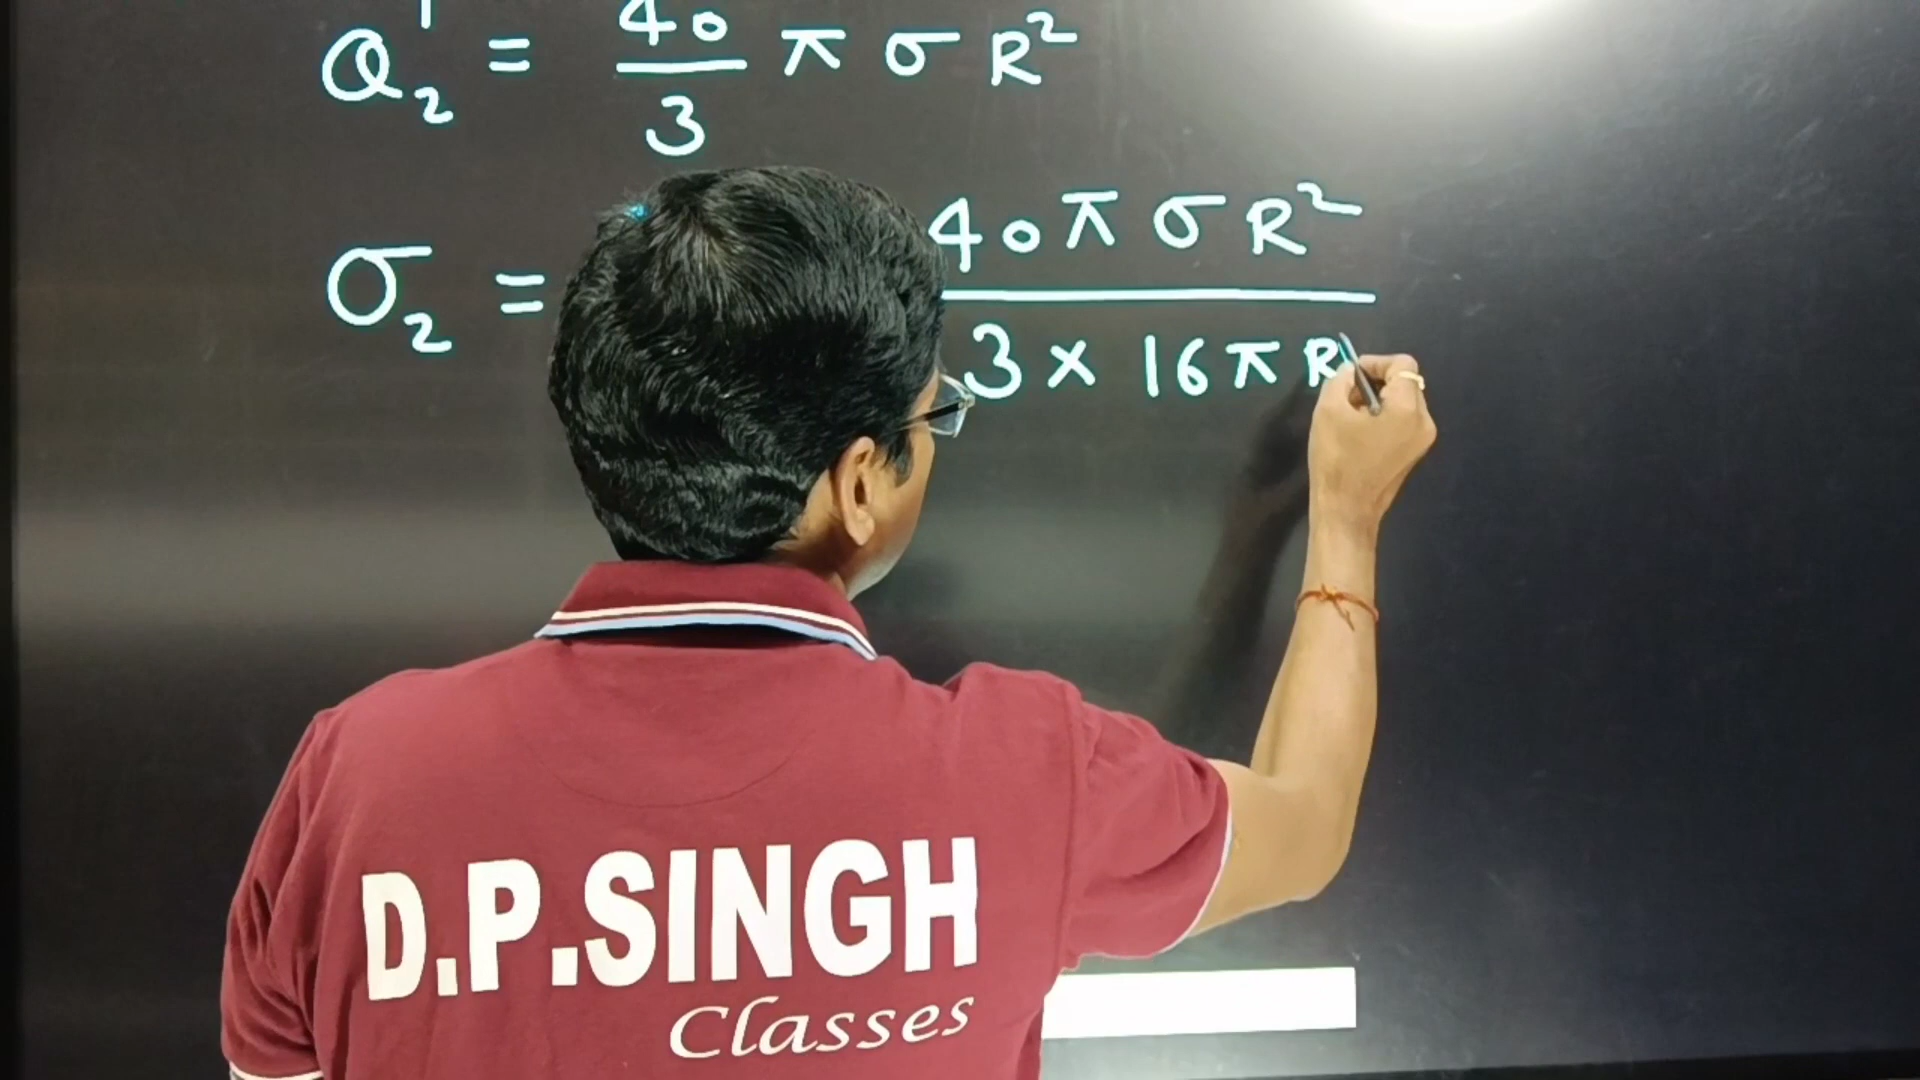 Q₂' = 40/3 π σ R²
σ₂ = 40 π σ R² / 3 × 16 π R
D.P.SINGH
Classes